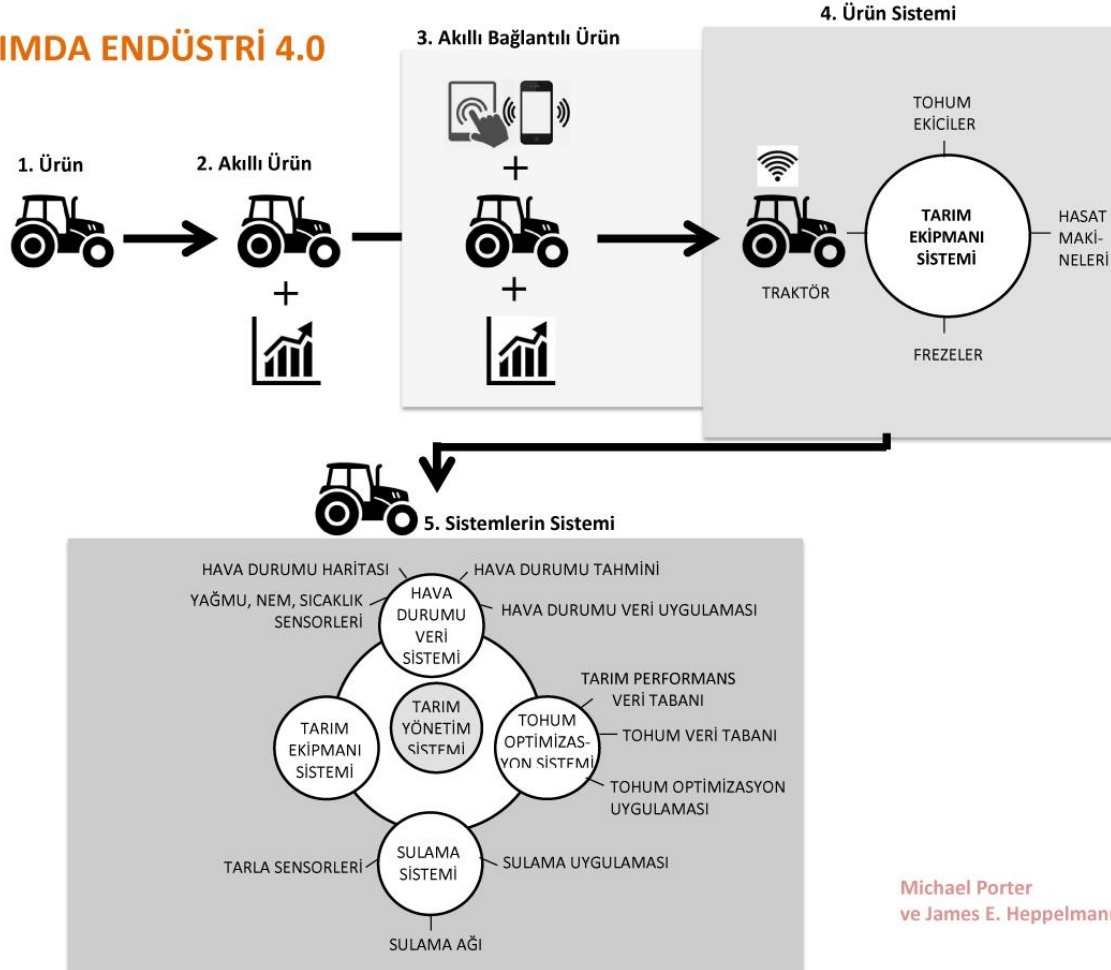 IMDA ENDÜSTRİ 4.0
1. Ürün
2. Akıllı Ürün
3. Akıllı Bağlantılı Ürün
4. Ürün Sistemi
+
+
+
TRAKTÖR
TOHUM
EKİCİLER
TARIM
EKİPMANI
SİSTEMİ
HASAT
MAKİ-
NELERİ
FREZELER
5. Sistemlerin Sistemi
HAVA DURUMU HARİTASI
HAVA DURUMU TAHMİNİ
YAĞMU, NEM, SICAKLIK
SENSORLERİ
HAVA
DURUMU
VERİ
SİSTEMİ
HAVA DURUMU VERİ UYGULAMASI
TARIM
EKİPMANI
SİSTEMİ
TARIM
YÖNETİM
SİSTEMİ
TOHUM
OPTİMİZAS-
YON SİSTEMİ
TARIM PERFORMANS
VERİ TABANI
TOHUM VERİ TABANI
TOHUM OPTİMİZASYON
UYGULAMASI
TARLA SENSORLERİ
SULAMA
SİSTEMİ
SULAMA UYGULAMASI
SULAMA AĞI
Michael Porter
ve James E. Heppelmann